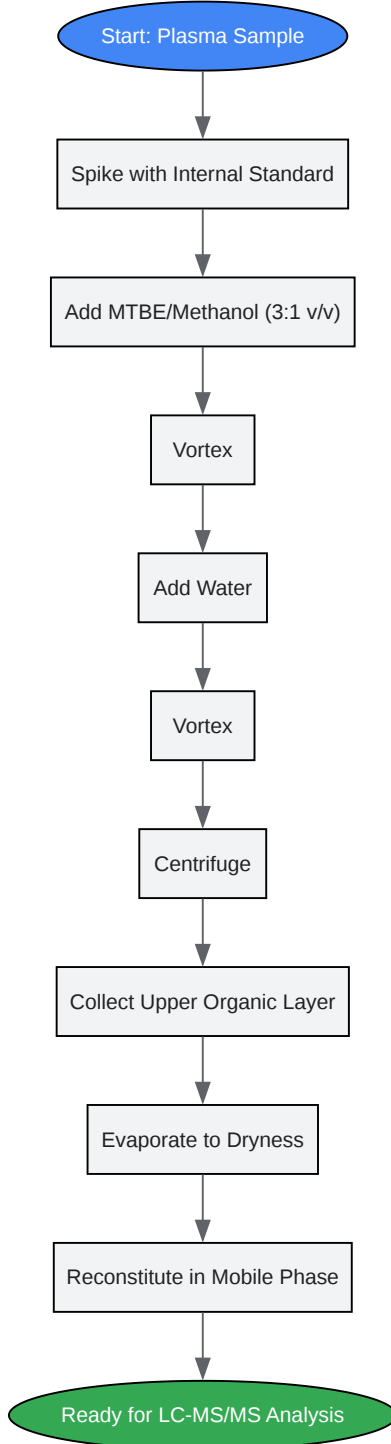 Start: Plasma Sample
Spike with Internal Standard
Add MTBE/Methanol (3:1 v/v)
Vortex
Add Water
Vortex
Centrifuge
Collect Upper Organic Layer
Evaporate to Dryness
Reconstitute in Mobile Phase
Ready for LC-MS/MS Analysis